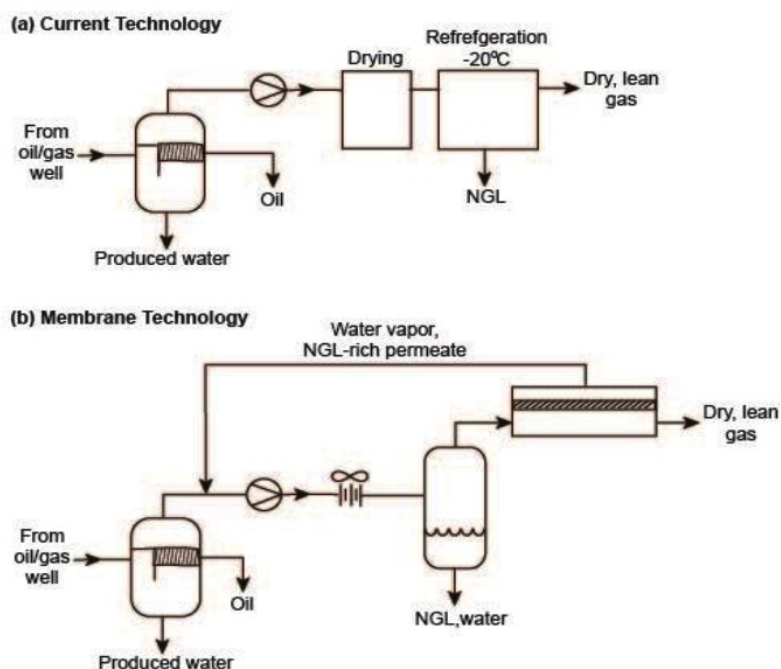 (a) Current Technology
Refrefgeration
Drying
-20ºC
Dry, lean
gas
From
oil/gas
well
Oil
NGL
Produced water
(b) Membrane Technology
Water vapor,
NGL-rich permeate
Dry, lean
gas
From
oil/gas
well
Oil
NGL,water
Produced water